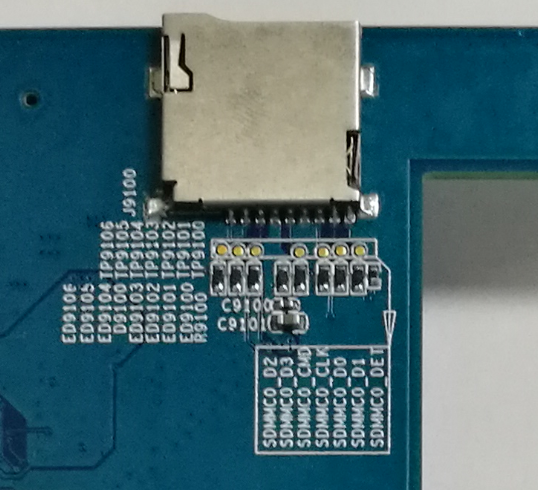 J9100
ED9106
ED9105
ED9104 TP9106
D9100 TP9105
ED9103 TP9104
ED9102 TP9103
ED9101 TP9102
ED9100 TP9101
R9100 TP9100
C9100
C9101
SDMMC0_D2
SDMMC0_D3
SDMMC0_CMD
SDMMC0_CLK
SDMMC0_D0
SDMMC0_D1
SDMMC0_DET